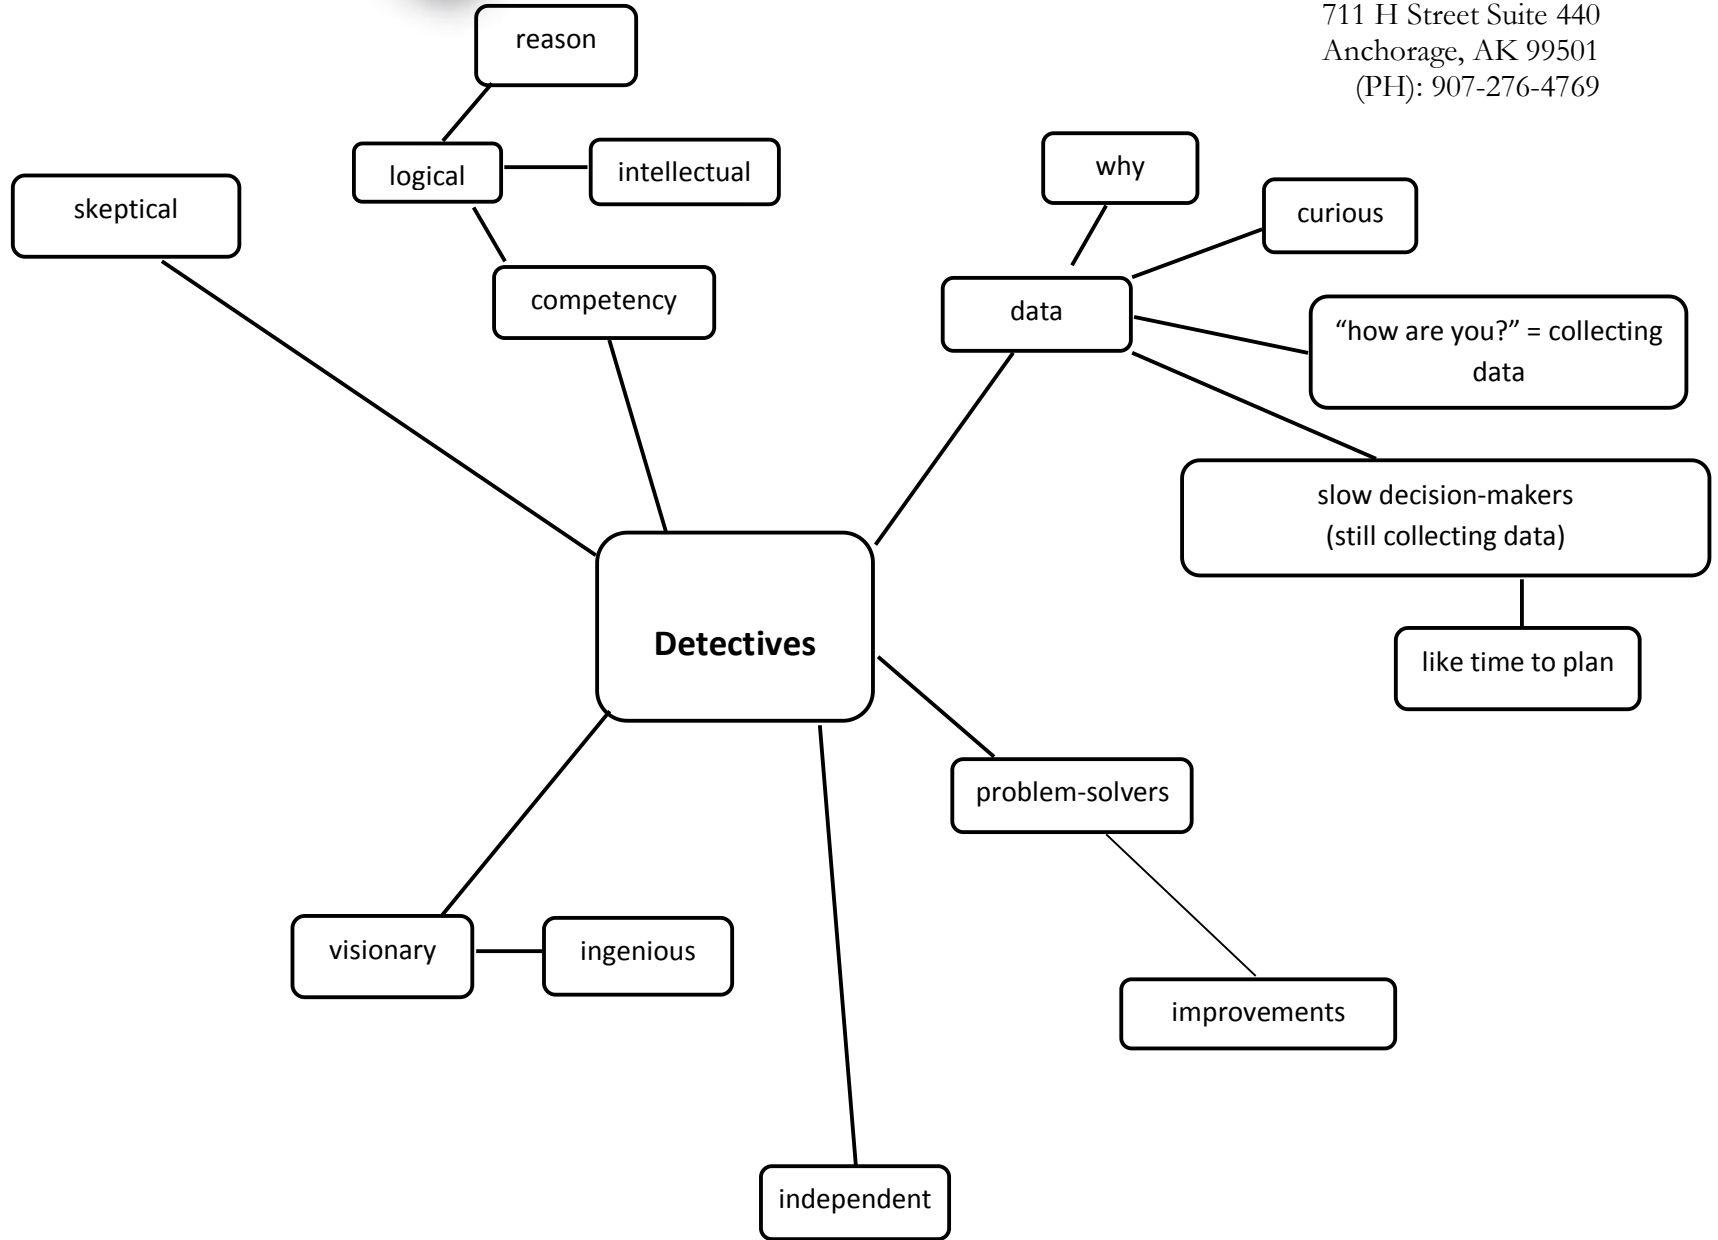 711 H Street Suite 440
Anchorage, AK 99501
(PH): 907-276-4769
reason
logical
intellectual
skeptical
competency
why
curious
data
“how are you?” = collecting
data
slow decision-makers
(still collecting data)
like time to plan
Detectives
problem-solvers
visionary
ingenious
improvements
independent